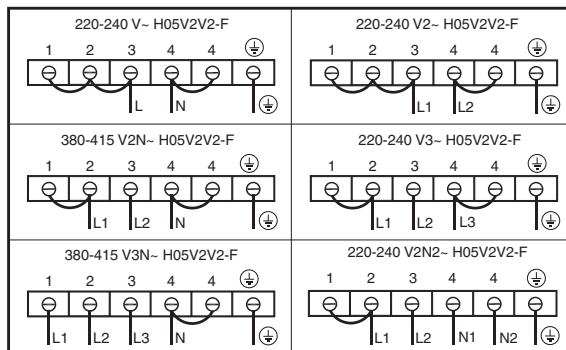 220-240 V~ H05V2V2-F
1 2 3 4 4
L N
220-240 V2~ H05V2V2-F
1 2 3 4 4
L1 L2
380-415 V2N~ H05V2V2-F
1 2 3 4 4
L1 L2 N
220-240 V3~ H05V2V2-F
1 2 3 4 4
L1 L2 L3
380-415 V3N~ H05V2V2-F
1 2 3 4 4
L1 L2 L3 N
220-240 V2N2~ H05V2V2-F
1 2 3 4 4
L1 L2 N1 N2